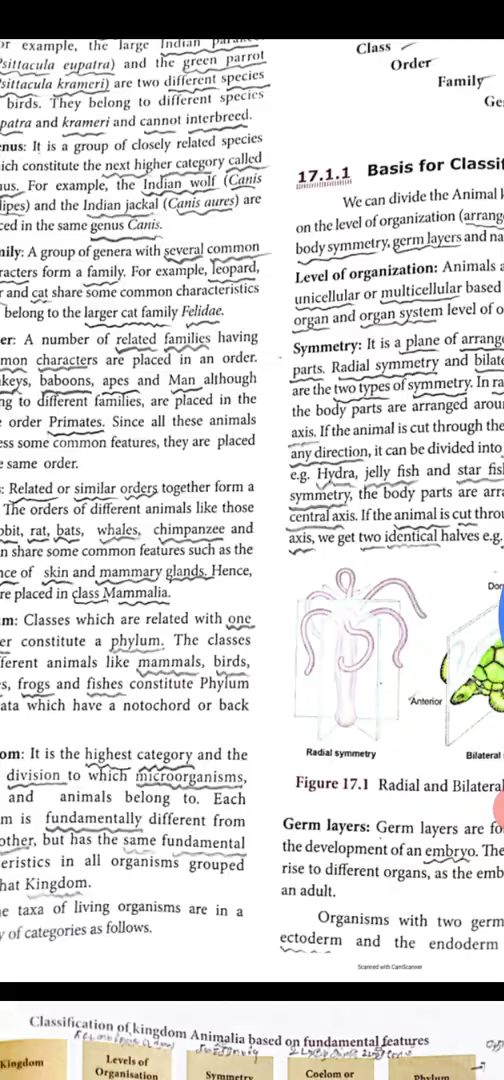 or example, the large Indian
sittacula eupatra) and the green parrot
sittacula krameri) are two different species
birds. They belong to different species
patra and krameri and cannot interbreed.
enus: It is a group of closely related species
ich constitute the next higher category called
us. For example, the Indian wolf (Canis
lipes) and the Indian jackal (Canis aures) are
ced in the same genus Canis.
mily: A group of genera with several common
racters form a family. For example, leopard,
r and cat share some common characteristics
belong to the larger cat family Felidae.
er: A number of related families having
mon characters are placed in an order.
keys, baboons, apes and Man although
ng to different families, are placed in the
e order Primates. Since all these animals
ess some common features, they are placed
e same order.
s: Related or similar orders together form a
The orders of different animals like those
bbit, rat, bats, whales, chimpanzee and
n share some common features such as the
nce of skin and mammary glands. Hence,
re placed in class Mammalia.
m: Classes which are related with one
er constitute a phylum. The classes
ferent animals like mammals, birds,
s, frogs and fishes constitute Phylum
ata which have a notochord or back
om: It is the highest category and the
division to which microorganisms,
and animals belong to. Each
m is fundamentally different from
other, but has the same fundamental
eristics in all organisms grouped
hat Kingdom.
e taxa of living organisms are in a
y of categories as follows.
Class
Order
Family
Ge
17.1.1 Basis for Classif
We can divide the Animal k
on the level of organization (arrang
body symmetry, germ layers and na
Level of organization: Animals a
unicellular or multicellular based
organ and organ system level of o
Symmetry: It is a plane of arrange
parts. Radial symmetry and bilate
are the two types of symmetry. In ra
the body parts are arranged arou
axis. If the animal is cut through the
any direction, it can be divided into
e.g. Hydra, jelly fish and star fis
symmetry, the body parts are arra
central axis. If the animal is cut throu
axis, we get two identical halves e.g.
Dor
Anterior
Radial symmetry
Bilateral
Figure 17.1 Radial and Bilateral
Germ layers: Germ layers are fo
the development of an embryo. The
rise to different organs, as the emb
an adult.
Organisms with two germ
ectoderm and the endoderm
Scanned with CamScanner
Classification of kingdom Animalia based on fundamental features
Kingdom
Levels of
Organisation
Symmetry
Coelom or
Phylum